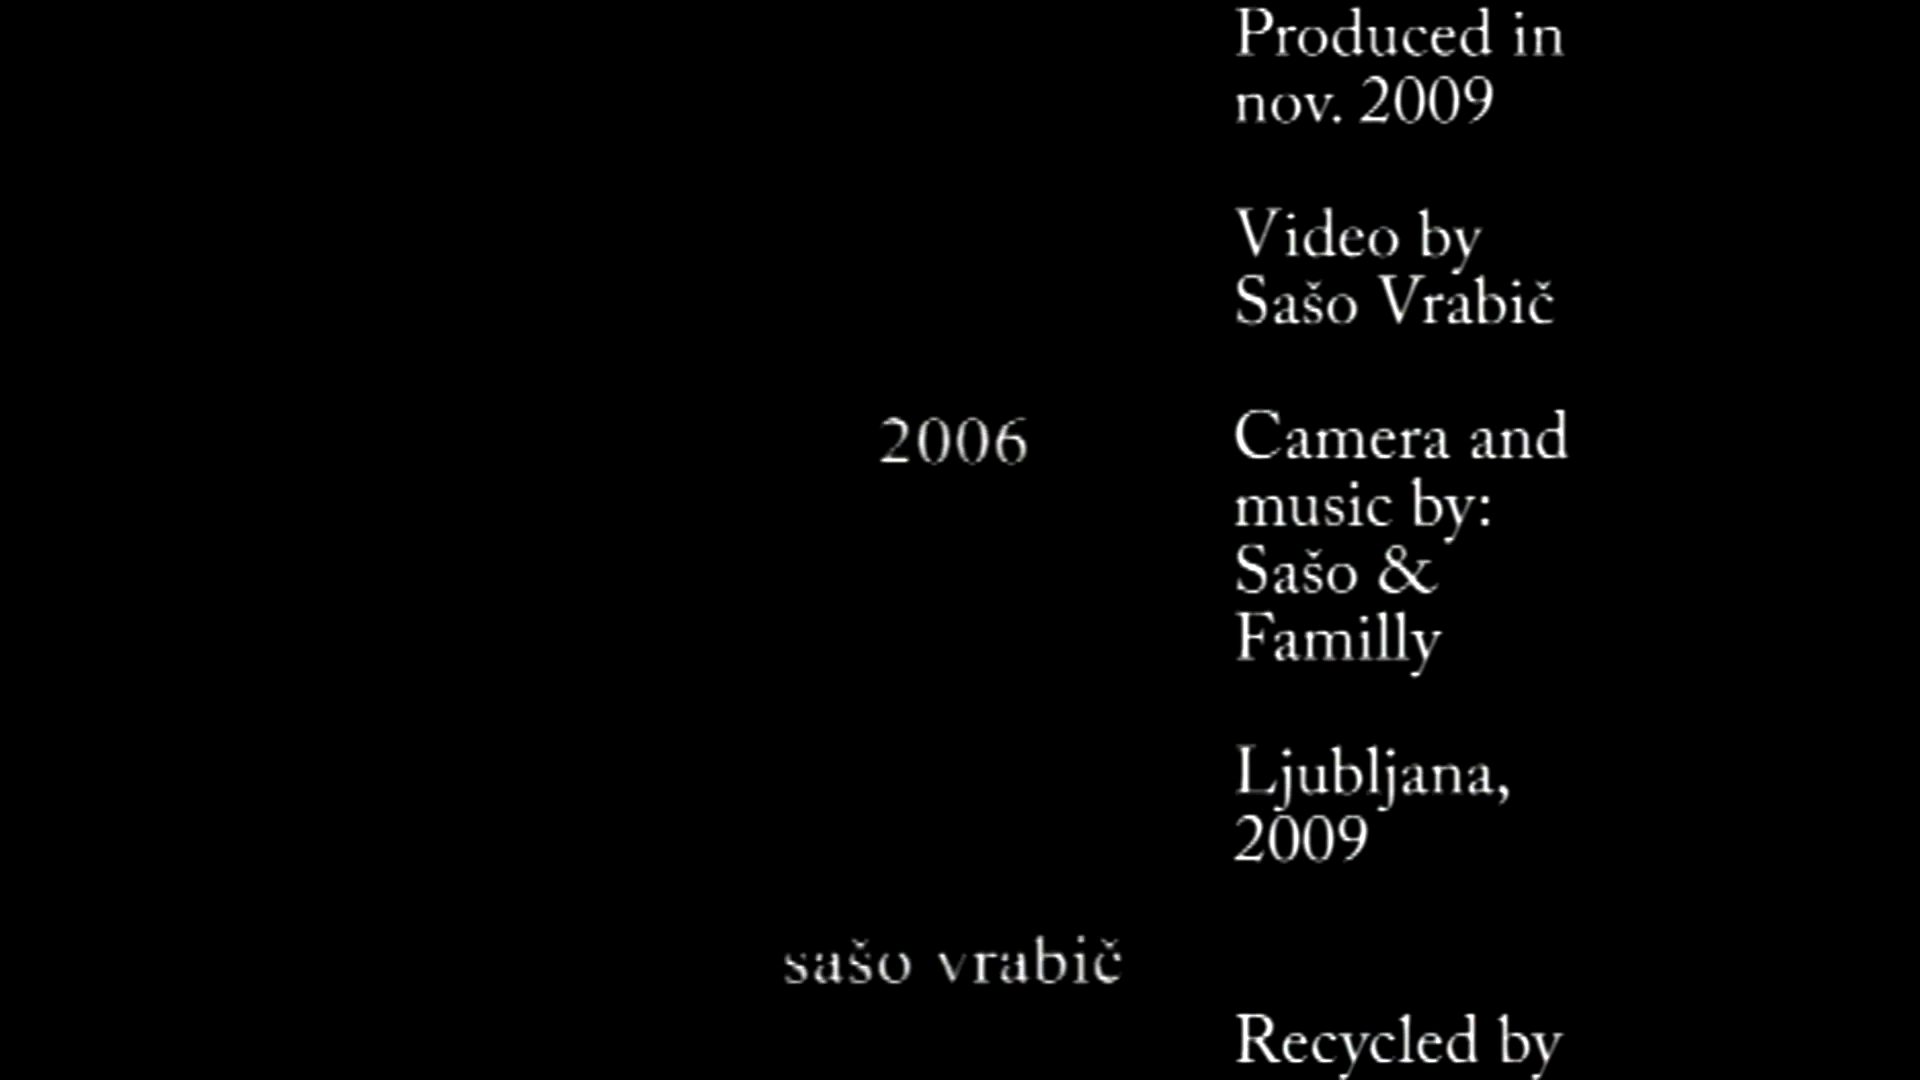 Produced in
nov. 2009
Video by
Sašo Vrabič
2006
Camera and
music by:
Sašo &
Familly
Ljubljana,
2009
sašo vrabič
Recycled by